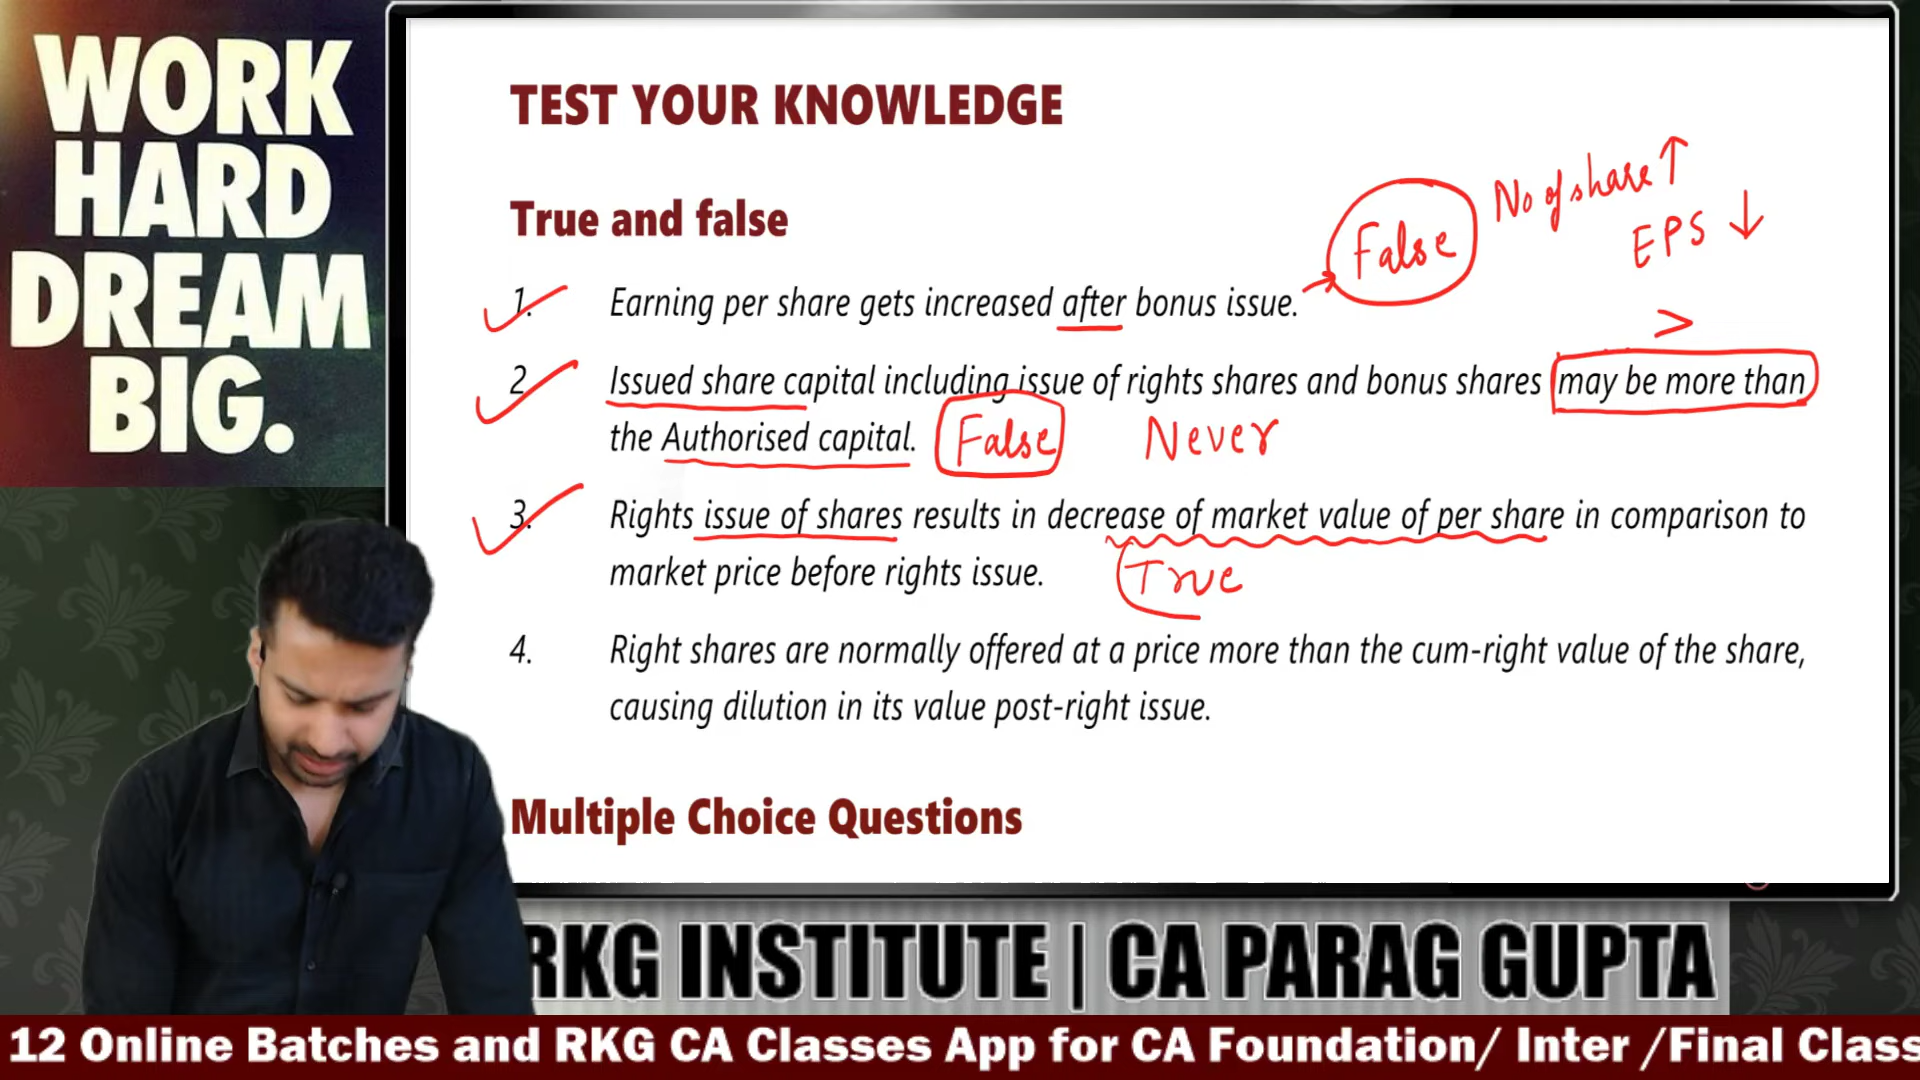 WORK
HARD
DREAM
BIG.
TEST YOUR KNOWLEDGE
True and false
False
No of share ↑
EPS ↓
1. Earning per share gets increased after bonus issue.
>
2 Issued share capital including issue of rights shares and bonus shares may be more than
the Authorised capital. False Never
3. Rights issue of shares results in decrease of market value of per share in comparison to
market price before rights issue. True
4. Right shares are normally offered at a price more than the cum-right value of the share,
causing dilution in its value post-right issue.
Multiple Choice Questions
RKG INSTITUTE | CA PARAG GUPTA
12 Online Batches and RKG CA Classes App for CA Foundation/ Inter /Final Class